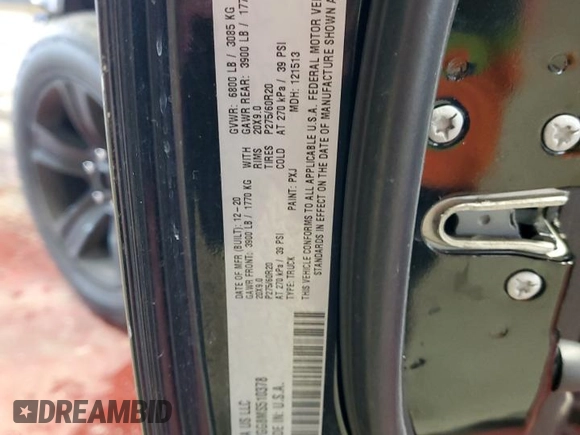 A US LLC
DATE OF MFR (BUILT): 12-20
GVWR: 6800 LB / 3085 KG
GAWR FRONT: 3900 LB / 1770 KG WITH
GAWR REAR: 3900 LB / 177
20X9.0 RIMS 20X9.0
P275/60R20 TIRES P275/60R20
AT 270 kPa / 39 PSI COLD AT 270 kPa / 39 PSI
TYPE: TRUCK PAINT: PXJ MDH: 121513
THIS VEHICLE CONFORMS TO ALL APPLICABLE U.S.A. FEDERAL MOTOR VEH
STANDARDS IN EFFECT ON THE DATE OF MANUFACTURE SHOWN A
MS510378
DE IN: U.S.A.